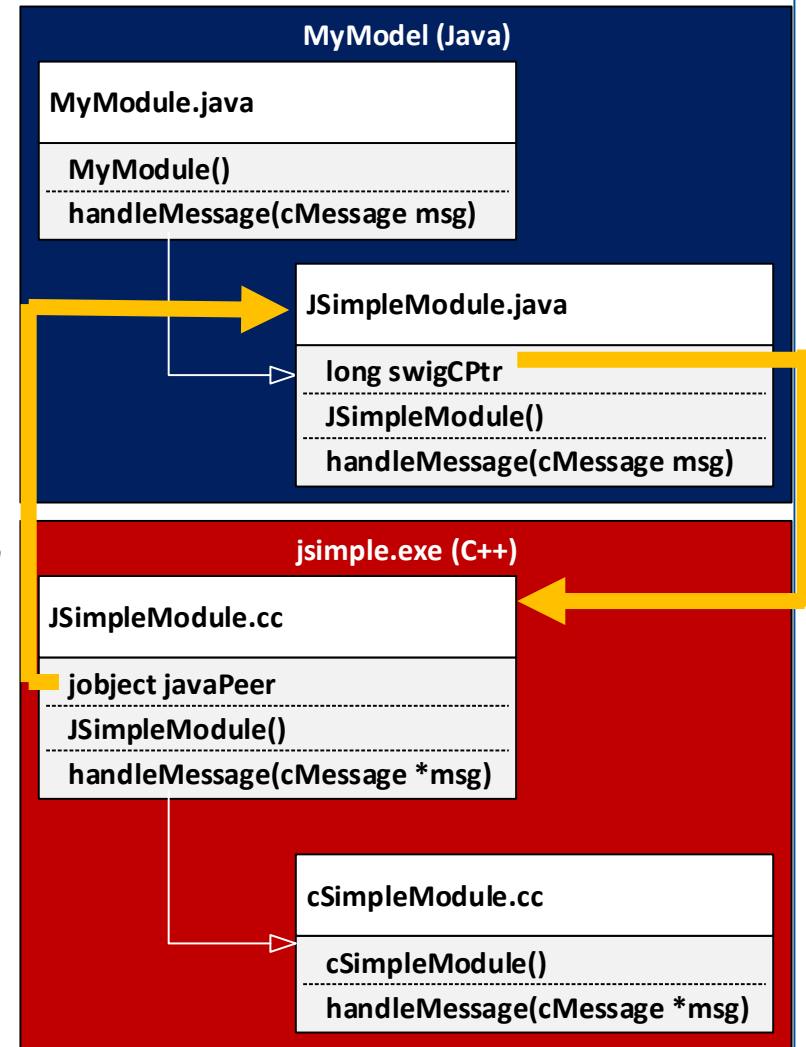 MyModel (Java)
MyModule.java
MyModule()
handleMessage(cMessage msg)
JSimpleModule.java
long swigCPtr
JSimpleModule()
handleMessage(cMessage msg)
jsimple.exe (C++)
JSimpleModule.cc
jobject javaPeer
JSimpleModule()
handleMessage(cMessage *msg)
cSimpleModule.cc
cSimpleModule()
handleMessage(cMessage *msg)